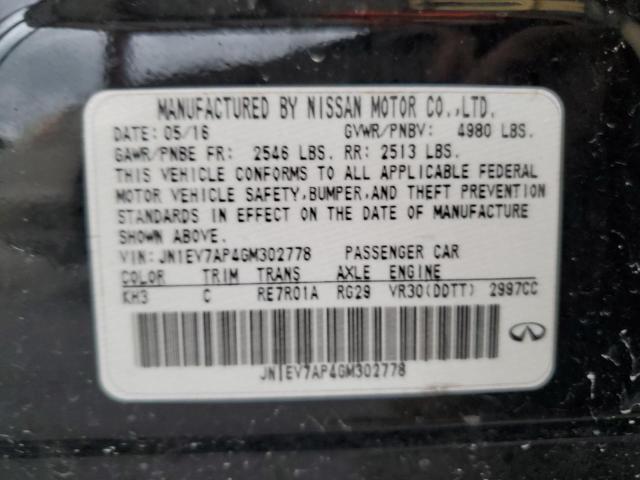 MANUFACTURED BY NISSAN MOTOR CO.,LTD.
DATE: 05/16 GVWR/PNBV: 4980 LBS.
GAWR/PNBE FR: 2546 LBS. RR: 2513 LBS.
THIS VEHICLE CONFORMS TO ALL APPLICABLE FEDERAL
MOTOR VEHICLE SAFETY,BUMPER,AND THEFT PREVENTION
STANDARDS IN EFFECT ON THE DATE OF MANUFACTURE
SHOWN ABOVE.
VIN: JN1EV7AP4GM302778 PASSENGER CAR
COLOR TRIM TRANS AXLE ENGINE
KH3 C RE7R01A RG29 VR30(DDTT) 2997CC
JN1EV7AP4GM302778